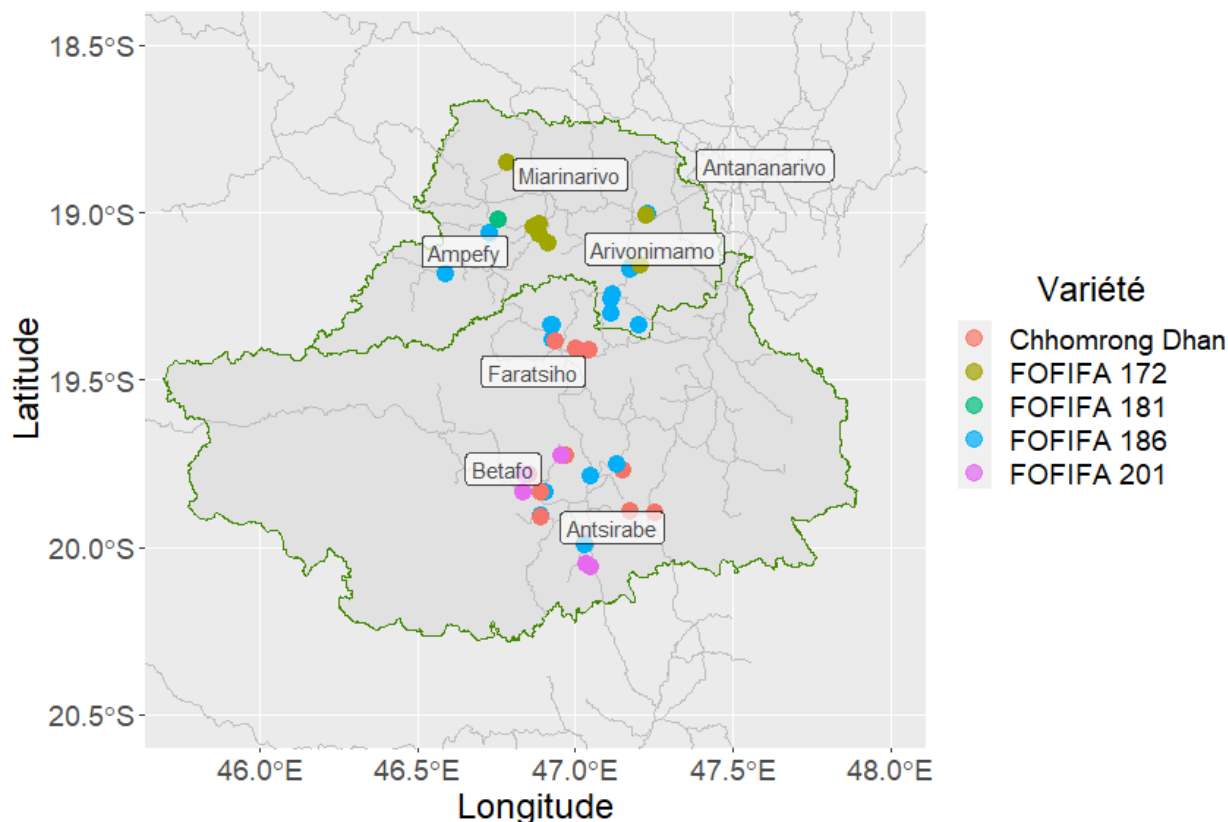 18.5°S
19.0°S
19.5°S
20.0°S
20.5°S
Latitude
Miarinarivo
Antananarivo
Ampefy
Arivonimamo
Faratsiho
Betafo
Antsirabe
46.0°E 46.5°E 47.0°E 47.5°E 48.0°E
Longitude
Variété
Chhomrong Dhan
FOFIFA 172
FOFIFA 181
FOFIFA 186
FOFIFA 201